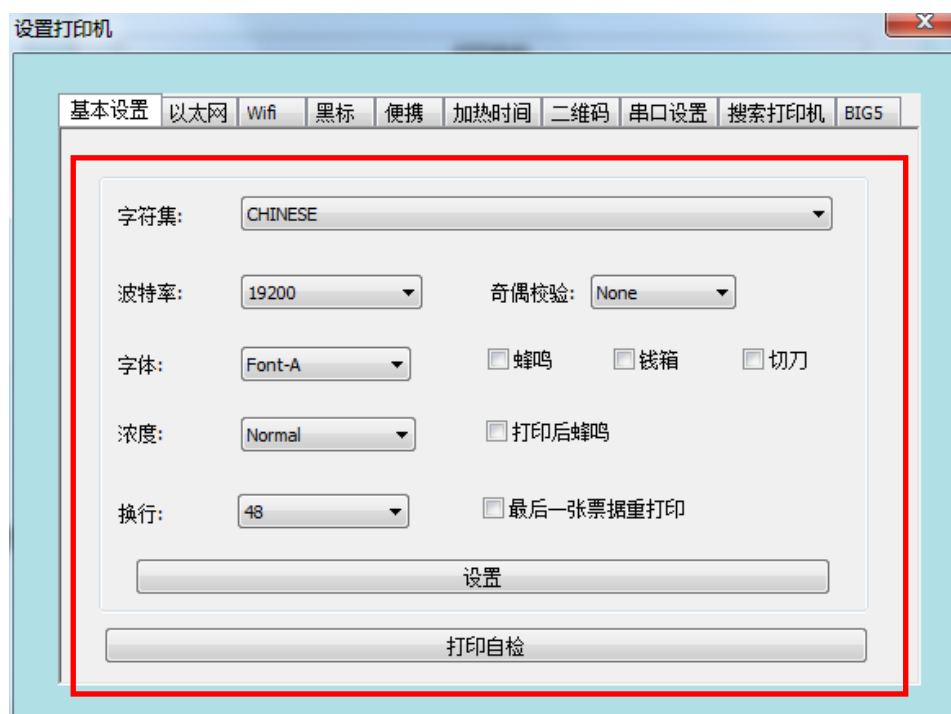 设置打印机
基本设置 以太网 Wifi 黑标 便携 加热时间 二维码 串口设置 搜索打印机 BIG5
字符集: CHINESE
波特率: 19200 奇偶校验: None
字体: Font-A 蜂鸣 钱箱 切刀
浓度: Normal 打印后蜂鸣
换行: 48 最后一张票据重打印
设置
打印自检